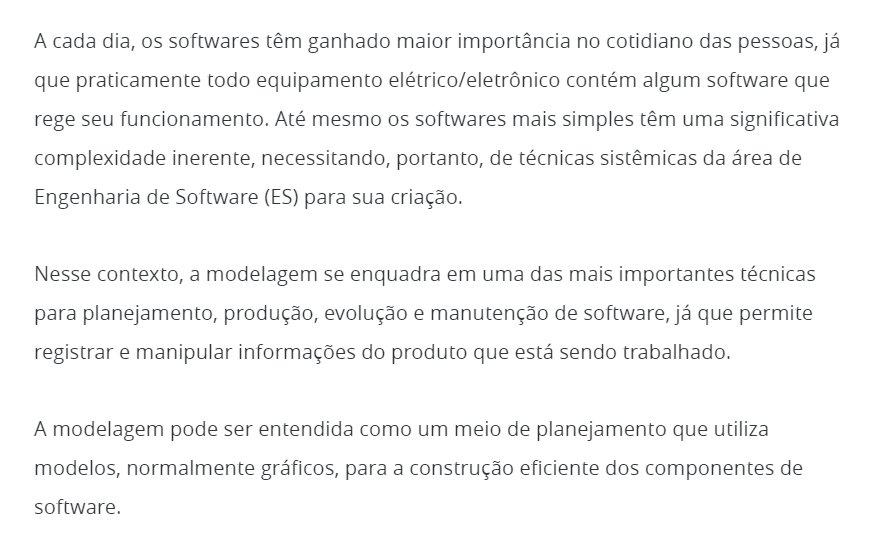 A cada dia, os softwares têm ganhado maior importância no cotidiano das pessoas, já
que praticamente todo equipamento elétrico/eletrônico contém algum software que
rege seu funcionamento. Até mesmo os softwares mais simples têm uma significativa
complexidade inerente, necessitando, portanto, de técnicas sistêmicas da área de
Engenharia de Software (ES) para sua criação.
Nesse contexto, a modelagem se enquadra em uma das mais importantes técnicas
para planejamento, produção, evolução e manutenção de software, já que permite
registrar e manipular informações do produto que está sendo trabalhado.
A modelagem pode ser entendida como um meio de planejamento que utiliza
modelos, normalmente gráficos, para a construção eficiente dos componentes de
software.